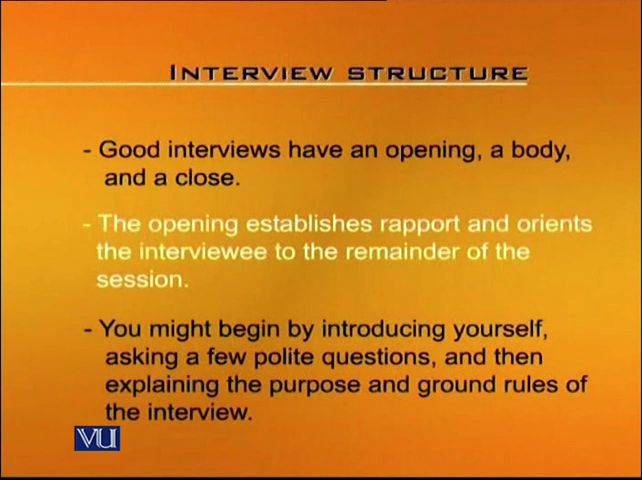 INTERVIEW STRUCTURE
- Good interviews have an opening, a body,
and a close.
- The opening establishes rapport and orients
the interviewee to the remainder of the
session.
- You might begin by introducing yourself,
asking a few polite questions, and then
explaining the purpose and ground rules of
the interview.
VU